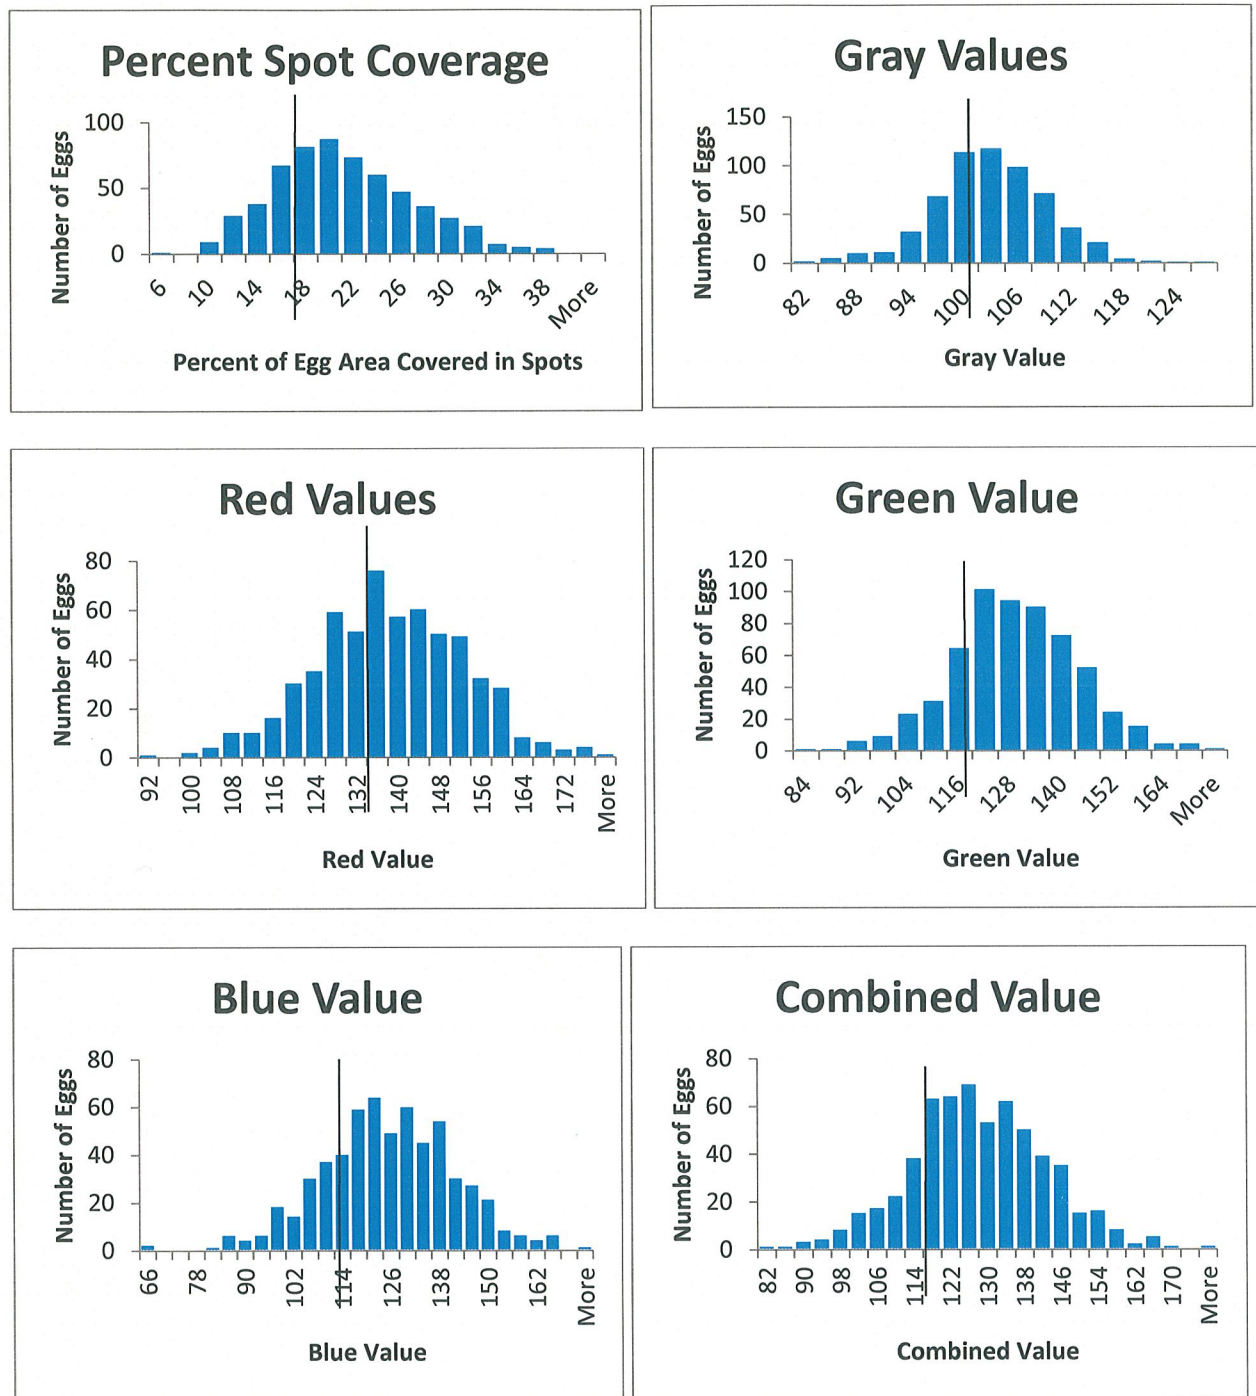 Percent Spot Coverage
Number of Eggs
100
50
0
6 10 14 18 22 26 30 34 38 More
Percent of Egg Area Covered in Spots
Gray Values
Number of Eggs
150
100
50
0
82 88 94 100 106 112 118 124
Gray Value
Red Values
Number of Eggs
80
60
40
20
0
92 100 108 116 124 132 140 148 156 164 172 More
Red Value
Green Value
Number of Eggs
120
100
80
60
40
20
0
84 92 104 116 128 140 152 164 More
Green Value
Blue Value
Number of Eggs
80
60
40
20
0
66 78 90 102 114 126 138 150 162 More
Blue Value
Combined Value
Number of Eggs
80
60
40
20
0
82 90 98 106 114 122 130 138 146 154 162 170 More
Combined Value